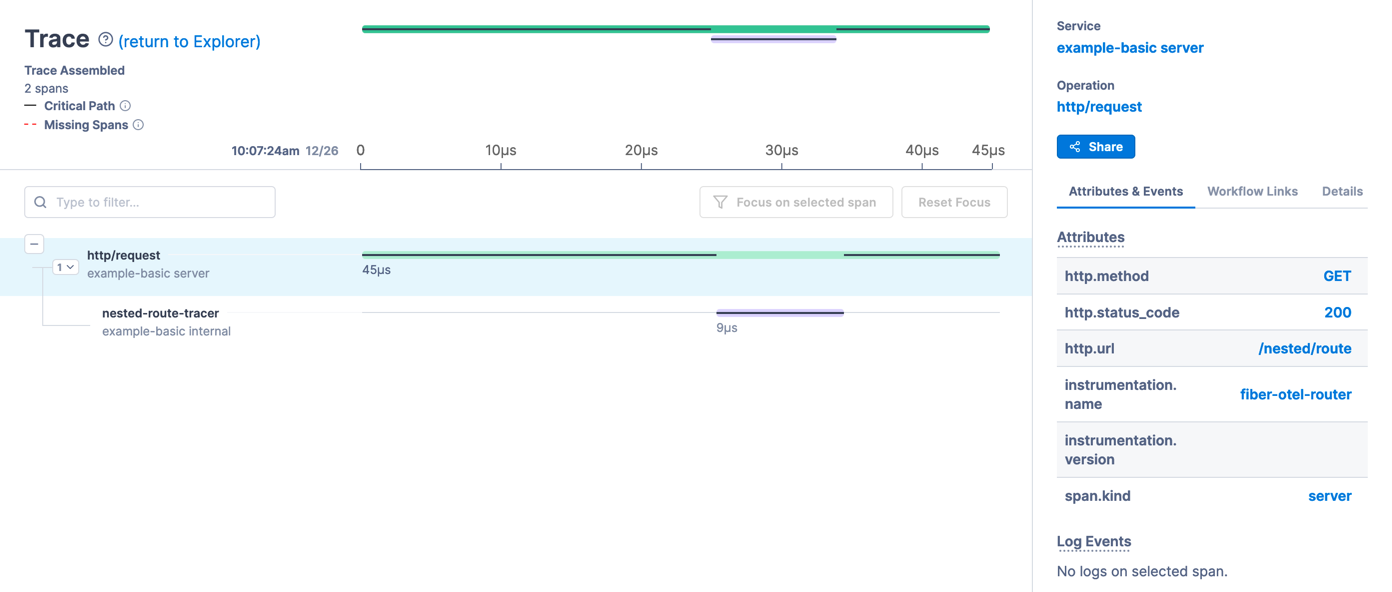 Trace (return to Explorer)
Trace Assembled
2 spans
Critical Path
Missing Spans
10:07:24am 12/26 0 10μs 20μs 30μs 40μs 45μs
Type to filter...
Focus on selected span
Reset Focus
http/request
1
example-basic server
45μs
nested-route-tracer
example-basic internal
9μs
Service
example-basic server
Operation
http/request
Share
Attributes & Events Workflow Links Details
Attributes
http.method GET
http.status_code 200
http.url /nested/route
instrumentation.
name fiber-otel-router
instrumentation.
version
span.kind server
Log Events
No logs on selected span.